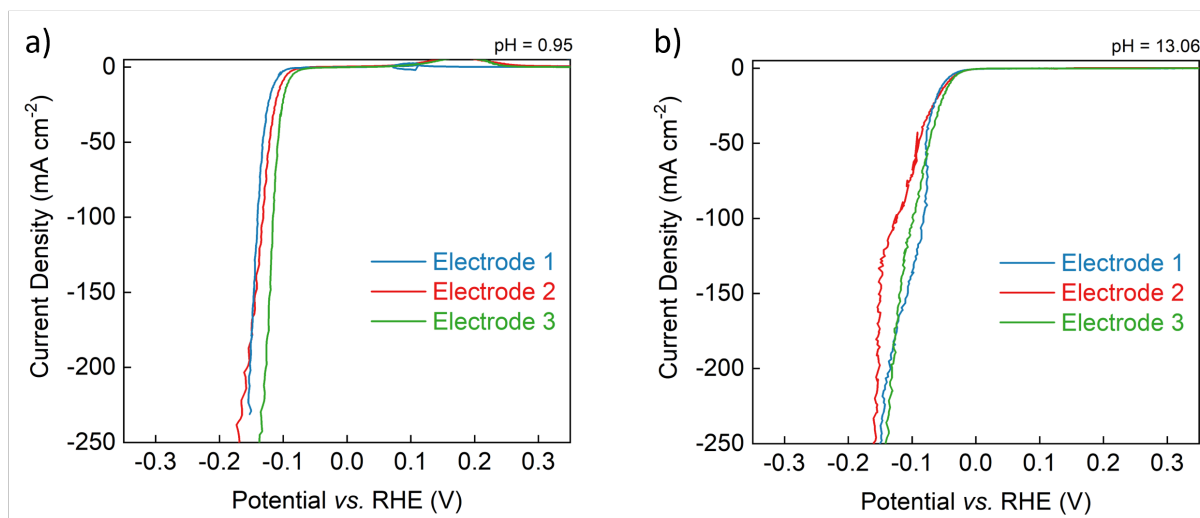 a)
pH = 0.95
0
-50
-100
-150
-200
-250
Current Density (mA cm⁻²)
Electrode 1
Electrode 2
Electrode 3
-0.3 -0.2 -0.1 0.0 0.1 0.2 0.3
Potential vs. RHE (V)
b)
pH = 13.06
0
-50
-100
-150
-200
-250
Current Density (mA cm⁻²)
Electrode 1
Electrode 2
Electrode 3
-0.3 -0.2 -0.1 0.0 0.1 0.2 0.3
Potential vs. RHE (V)